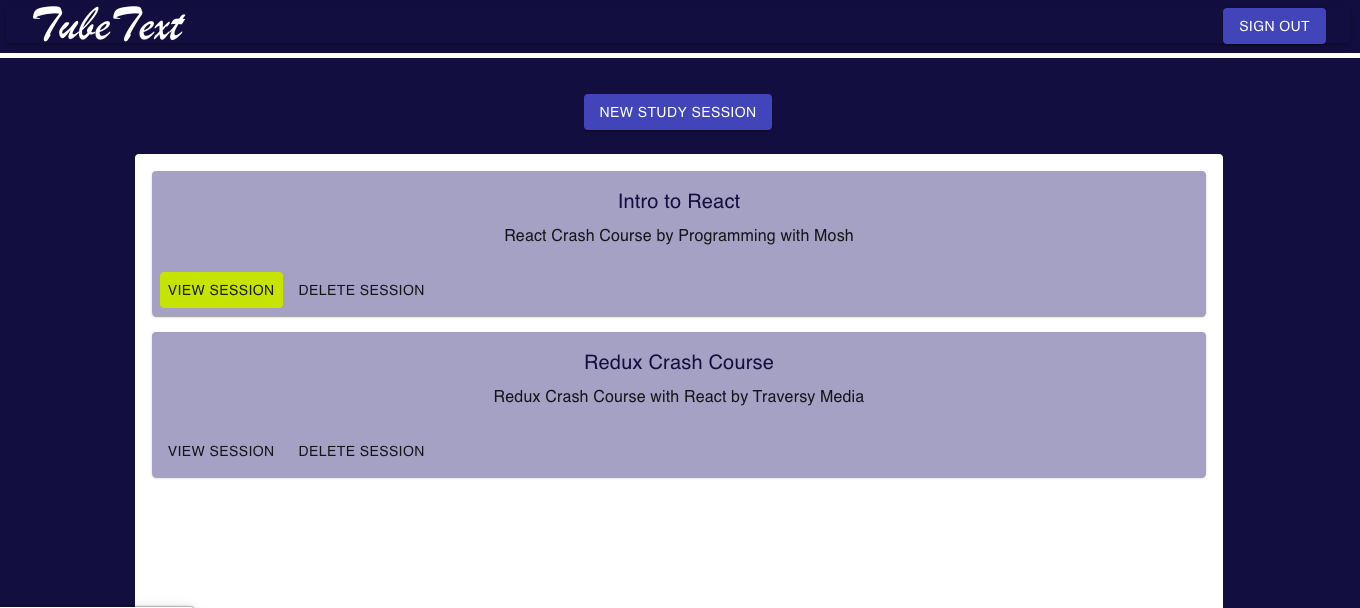 TubeText
SIGN OUT
NEW STUDY SESSION
Intro to React
React Crash Course by Programming with Mosh
VIEW SESSION DELETE SESSION
Redux Crash Course
Redux Crash Course with React by Traversy Media
VIEW SESSION DELETE SESSION